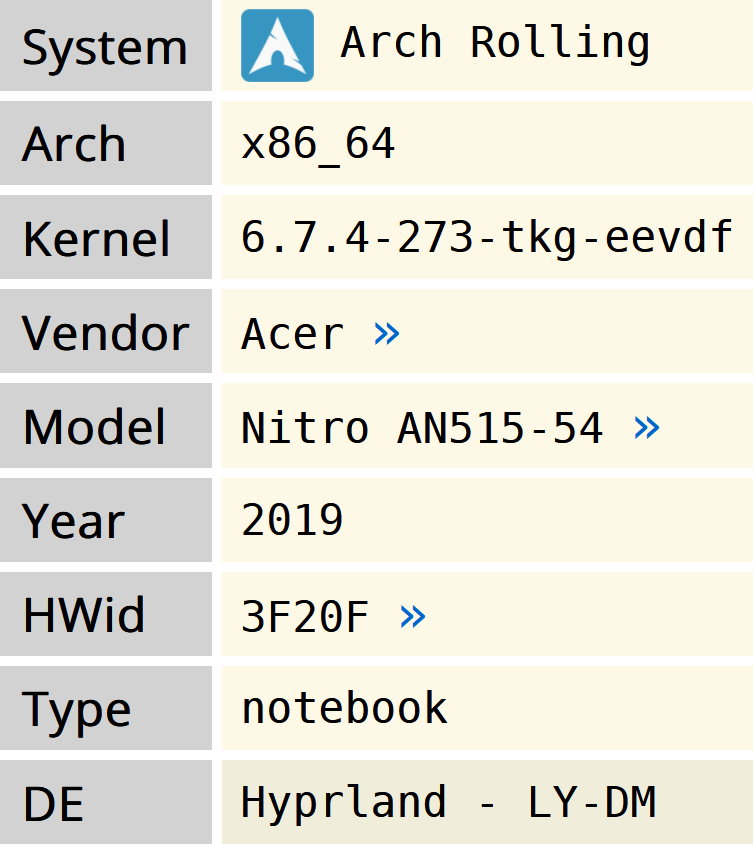 System Arch Rolling
Arch x86_64
Kernel 6.7.4-273-tkg-eevdf
Vendor Acer »
Model Nitro AN515-54 »
Year 2019
HWid 3F20F »
Type notebook
DE Hyprland - LY-DM